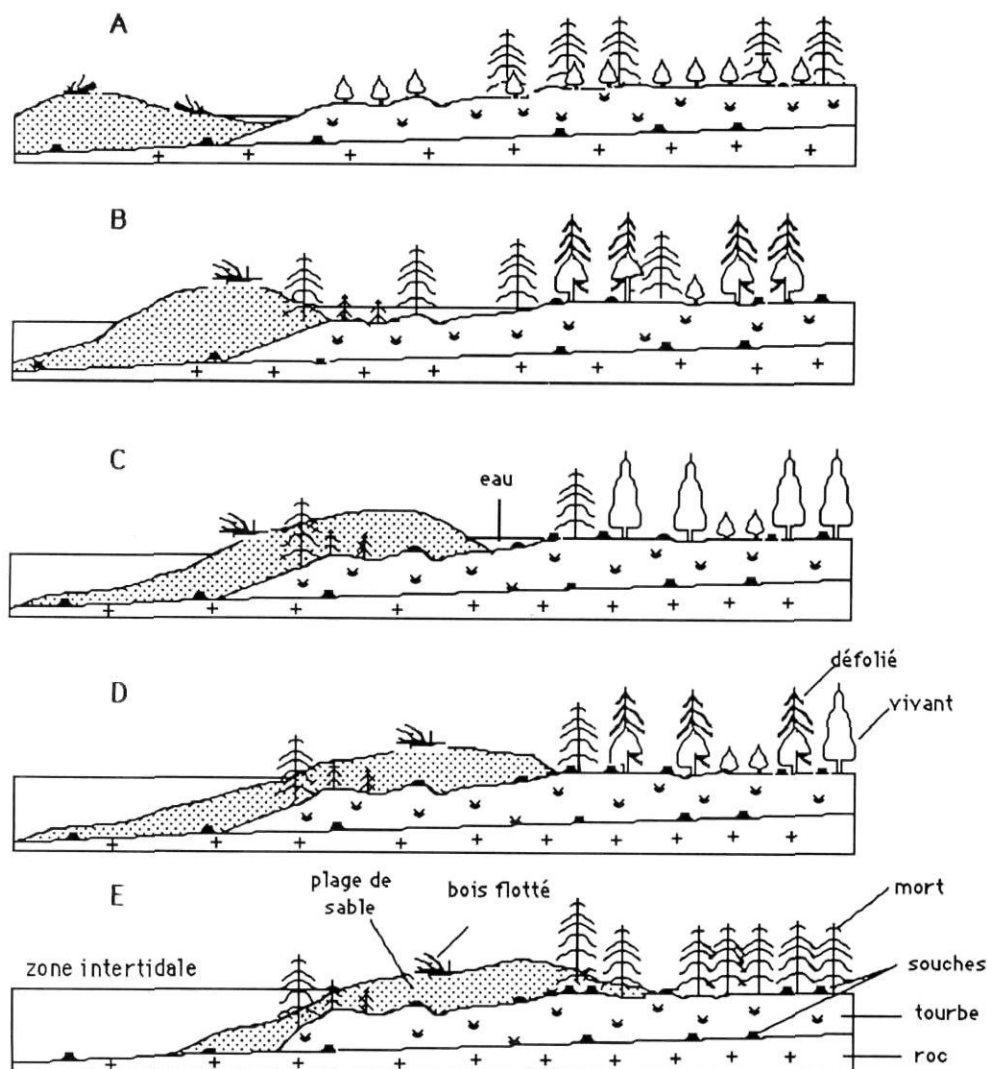 A
B
C
eau
D
défolié
vivant
E
plage de
sable
bois flotté
mort
zone intertidale
souches
tourbe
roc